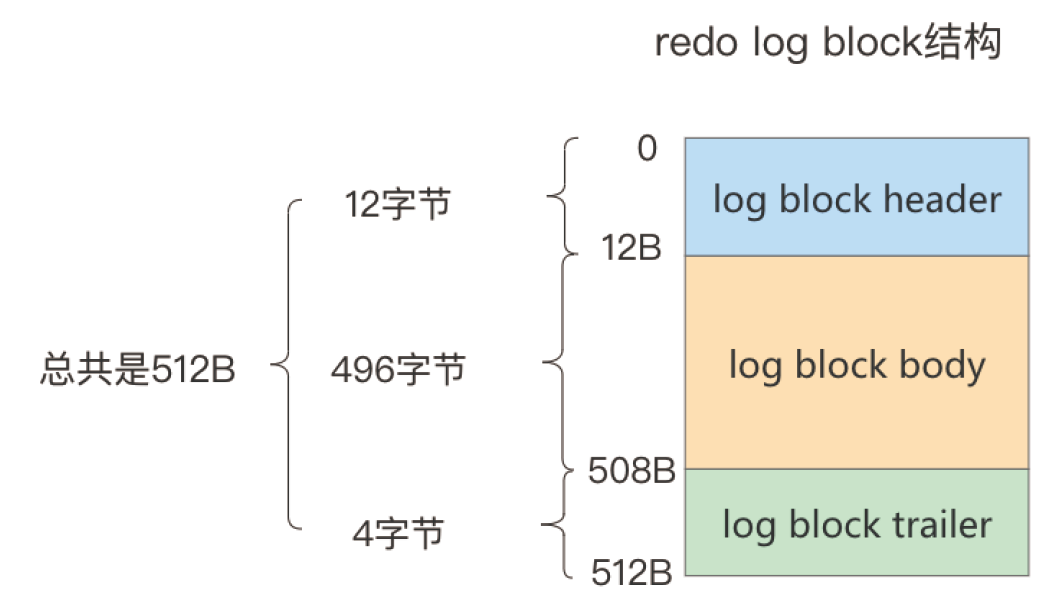 redo log block结构
0
log block header
12字节
12B
总共是512B
496字节
log block body
508B
log block trailer
4字节
512B